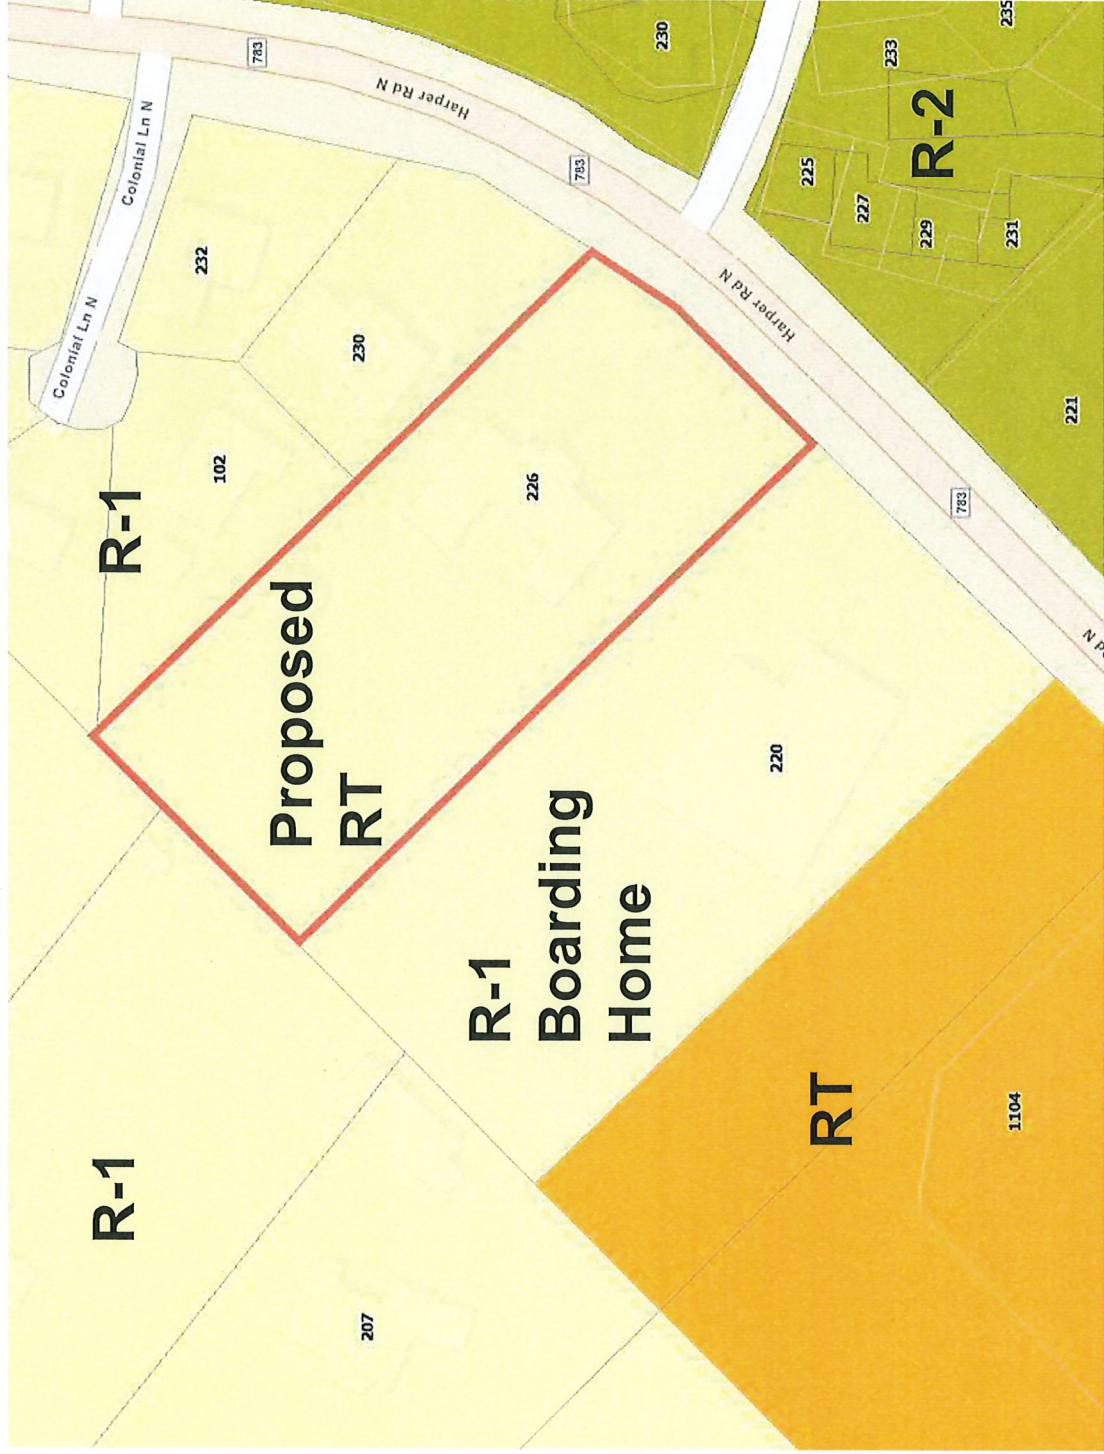 R-1
R-1
Colonial Ln N
Colonial Ln N
232
102
783
207
Proposed
RT
230
Harper Rd N
R-1
Boarding
Home
226
783
230
220
Harper Rd N
225
RT
227
233
229
R-2
783
235
1104
231
221
N